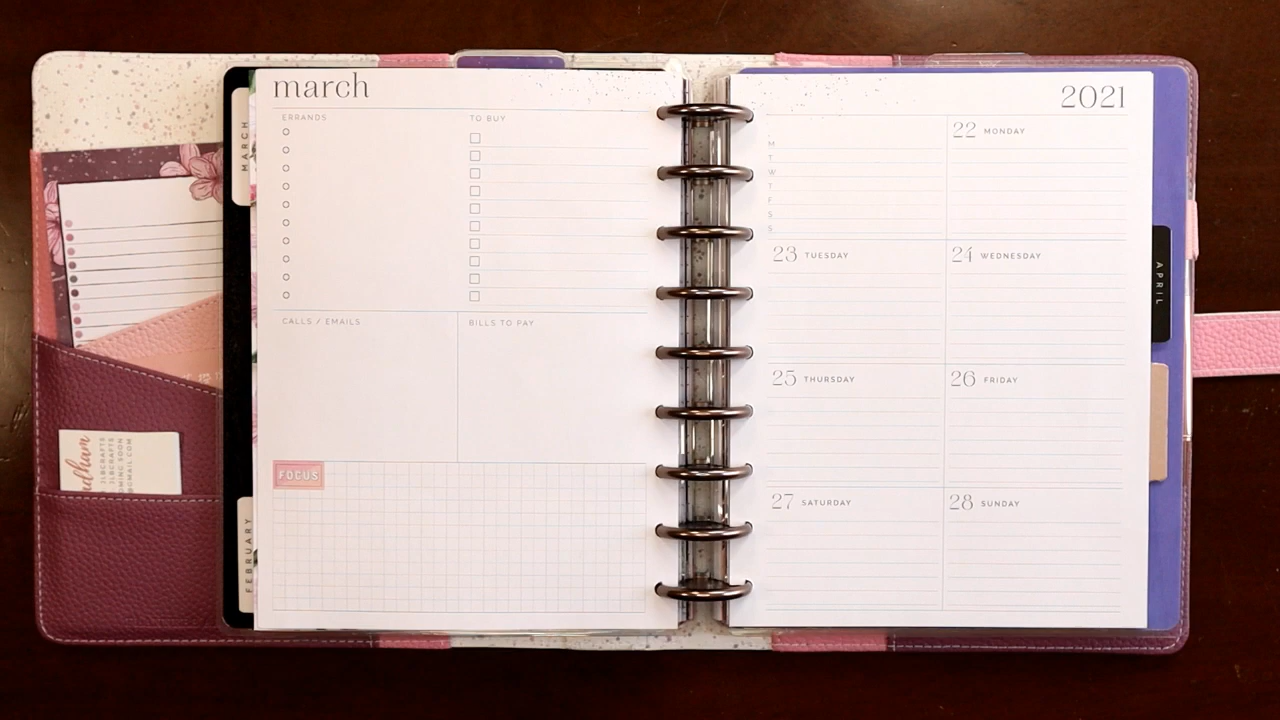 march
2021
MARCH
ERRANDS
TO BUY
CALLS / EMAILS
BILLS TO PAY
FOCUS
FEBRUARY
M
T
W
T
F
S
S
22 MONDAY
23 TUESDAY
24 WEDNESDAY
25 THURSDAY
26 FRIDAY
27 SATURDAY
28 SUNDAY
APRIL